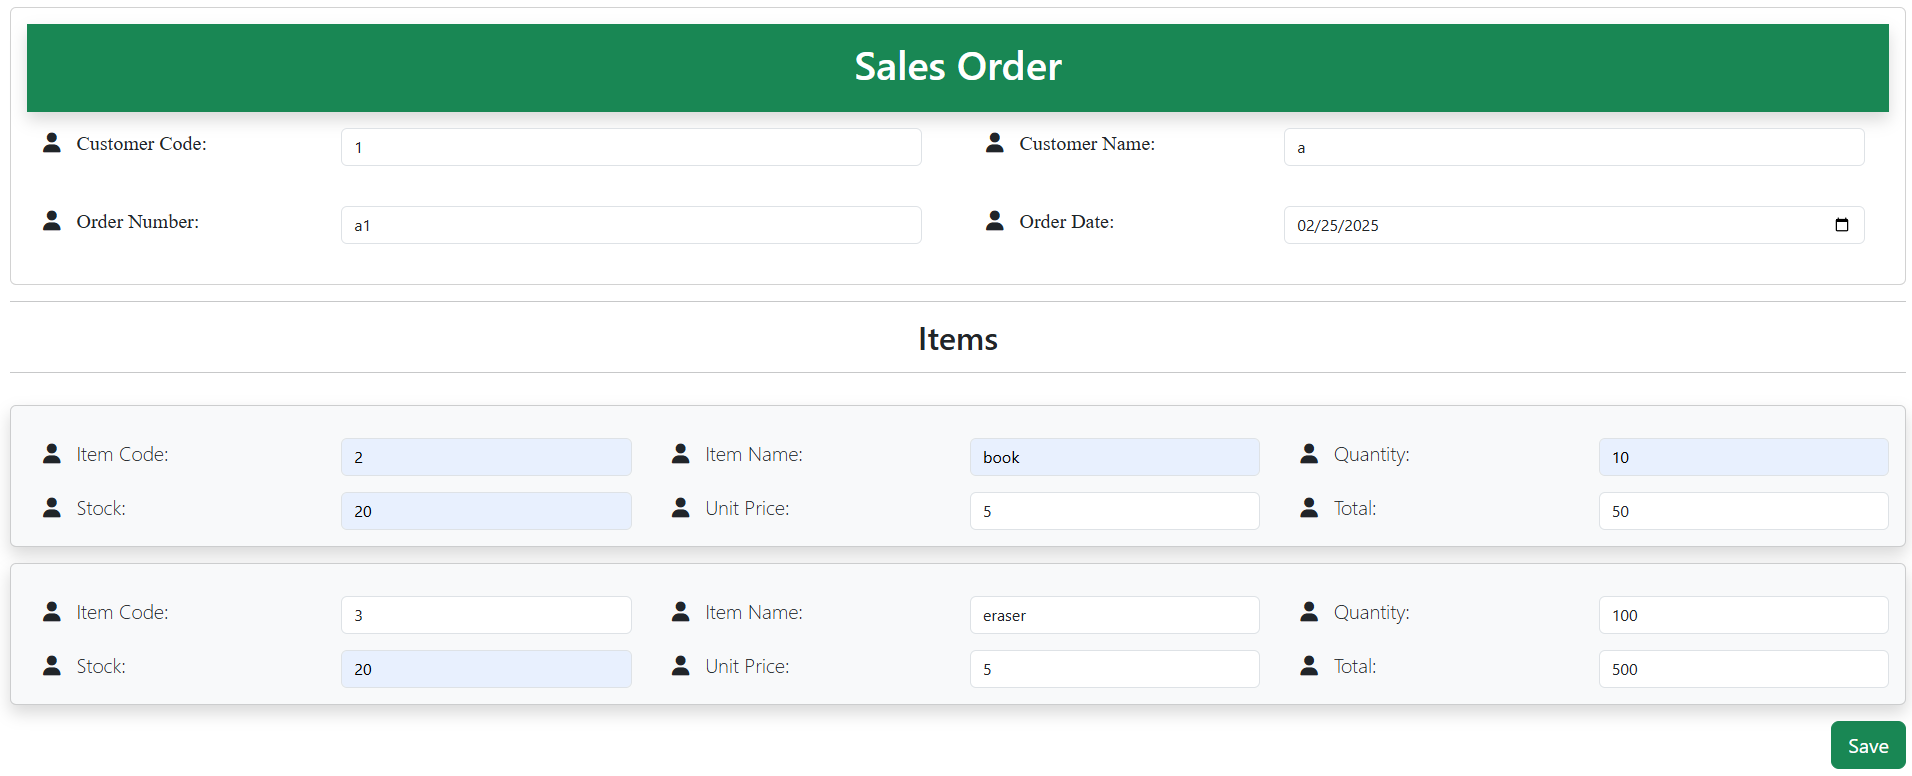 Sales Order
Customer Code: 1 Customer Name: a
Order Number: a1 Order Date: 02/25/2025
Items
Item Code: 2 Item Name: book Quantity: 10
Stock: 20 Unit Price: 5 Total: 50
Item Code: 3 Item Name: eraser Quantity: 100
Stock: 20 Unit Price: 5 Total: 500
Save